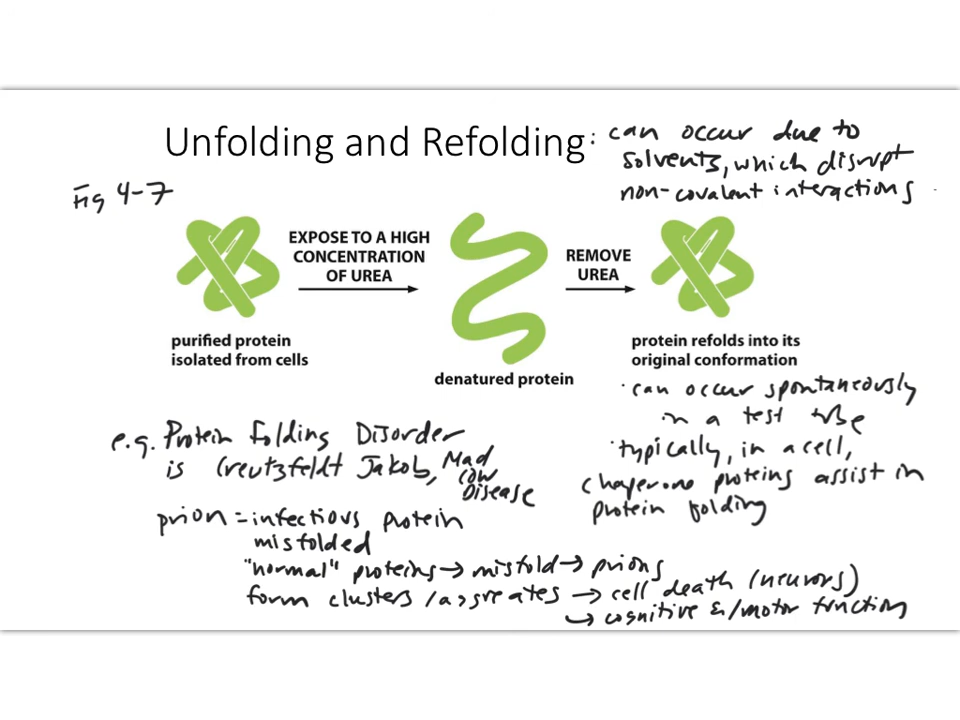 Unfolding and Refolding : can occur due to
solvents, which disrupt
non-covalent interactions
Fig 4-7
EXPOSE TO A HIGH
CONCENTRATION
OF UREA
REMOVE
UREA
purified protein
isolated from cells
denatured protein
protein refolds into its
original conformation
· can occur spontaneously
in a test tube
· typically, in a cell,
chaperone proteins assist in
protein folding
e.g. Protein Folding Disorder
is Creutzfeldt Jakob, Mad
Cow
Disease
prion = infectious protein
misfolded
"normal" proteins → misfold → prions
form clusters / aggregates → cell death (neurons)
↳ cognitive &/motor function